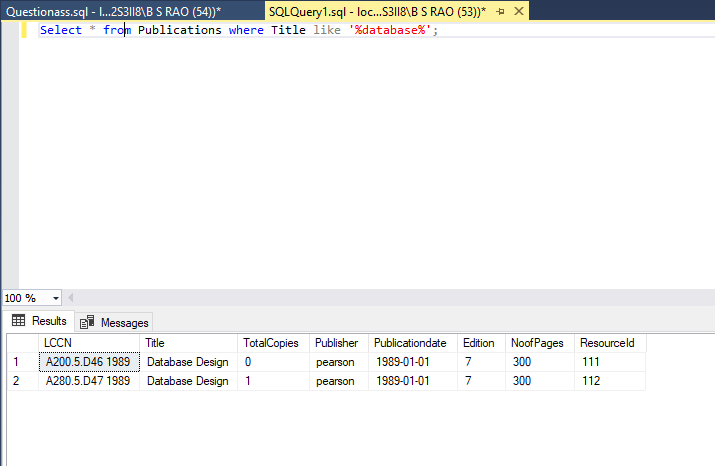 Questionass.sql - l...2S3II8\B S RAO (54))* SQLQuery1.sql - loc...S3II8\B S RAO (53))*
Select * from Publications where Title like '%database%';
100 %
Results Messages
LCCN Title TotalCopies Publisher Publicationdate Edition NoofPages ResourceId
1 A200.5.D46 1989 Database Design 0 pearson 1989-01-01 7 300 111
2 A280.5.D47 1989 Database Design 1 pearson 1989-01-01 7 300 112